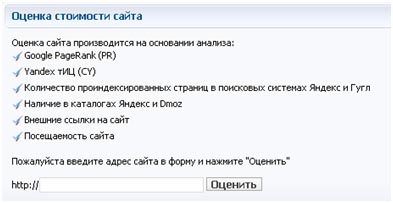 Оценка стоимости сайта
Оценка сайта производится на основании анализа:
Google PageRank (PR)
Yandex тИЦ (CY)
Количество проиндексированных страниц в поисковых системах Яндекс и Гугл
Наличие в каталогах Яндекс и Dmoz
Внешние ссылки на сайт
Посещаемость сайта
Пожалуйста введите адрес сайта в форму и нажмите "Оценить"
http:// Оценить